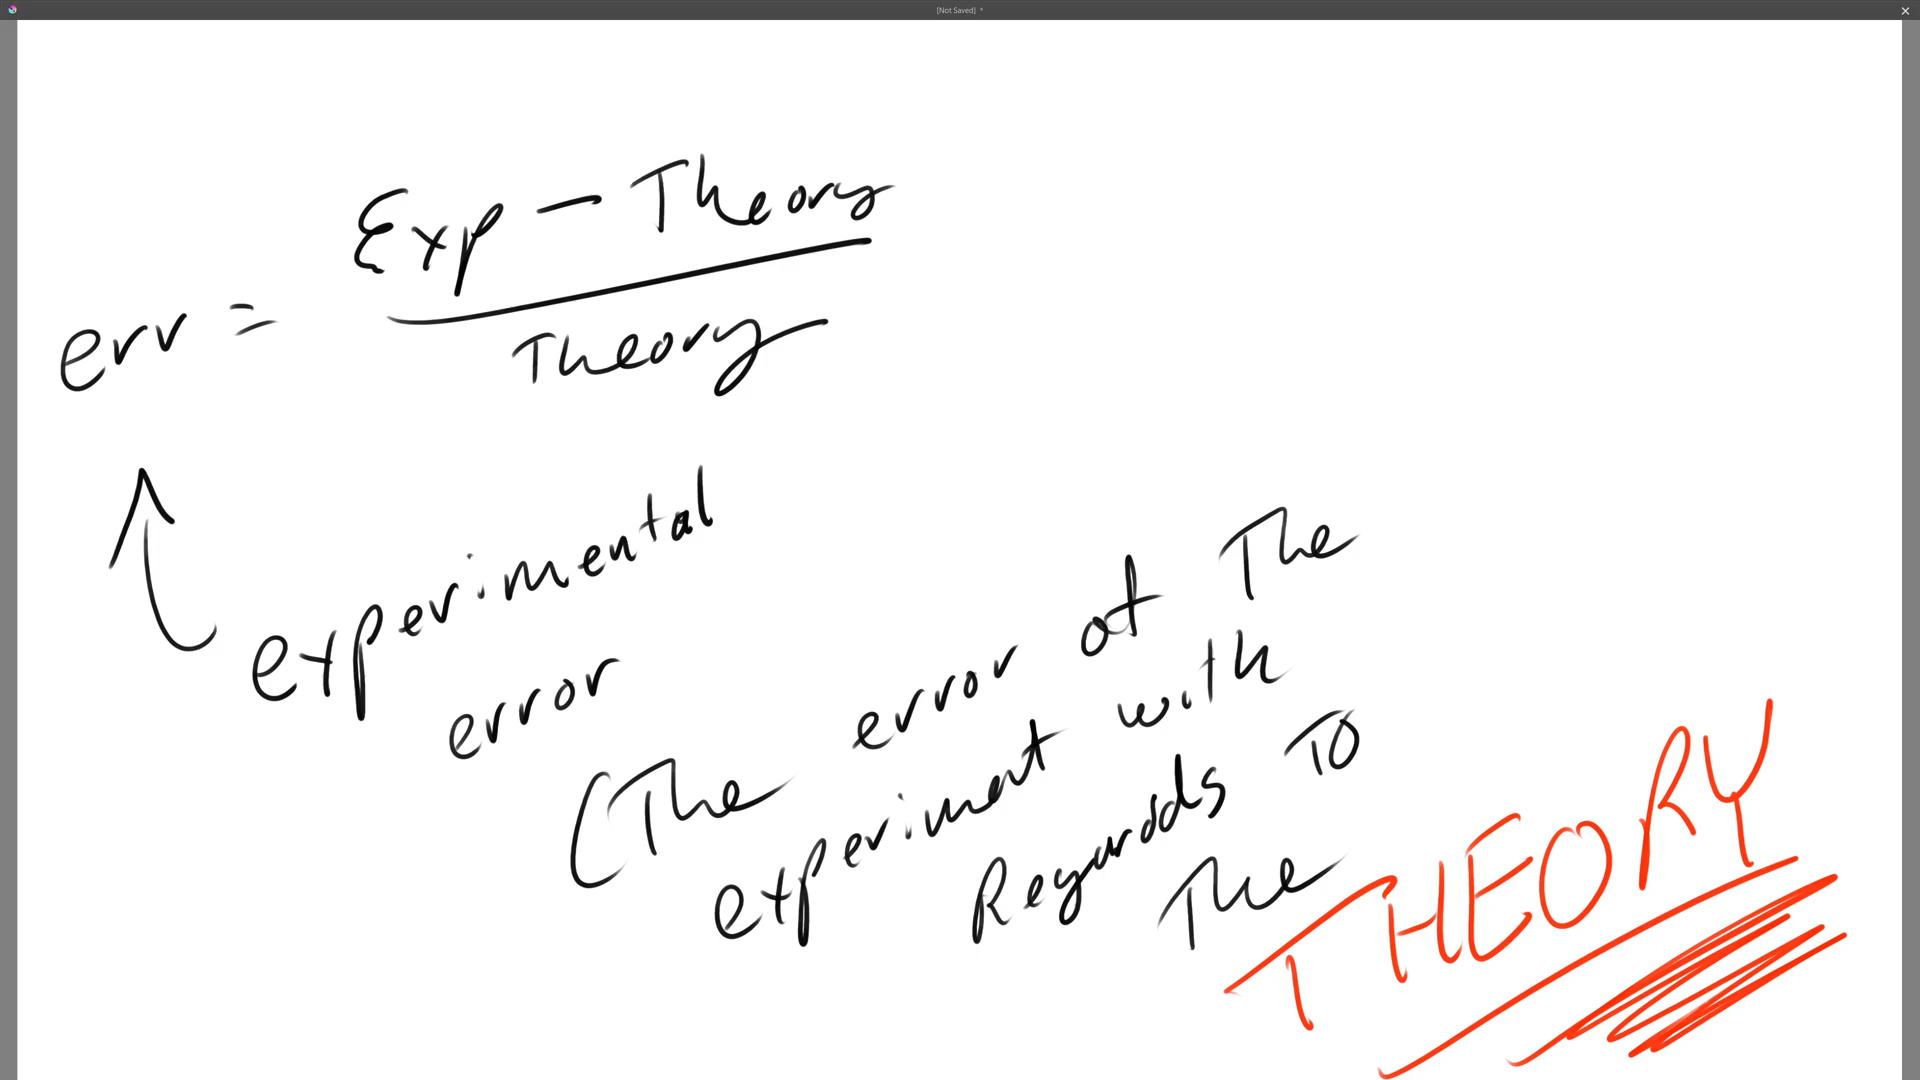 [Not Saved] *
Exp - Theory
err =
Theory
experimental
error
(The error of the
experiment with
Regardds To
The THEORY